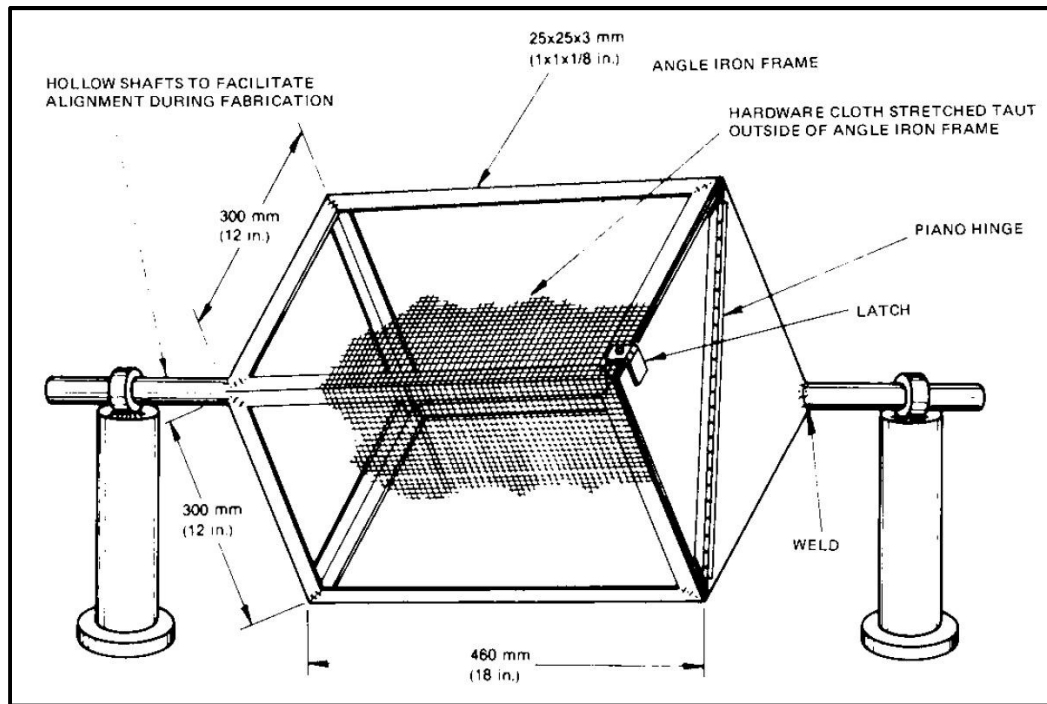 25x25x3 mm
(1x1x1/8 in.)
ANGLE IRON FRAME
HOLLOW SHAFTS TO FACILITATE
ALIGNMENT DURING FABRICATION
HARDWARE CLOTH STRETCHED TAUT
OUTSIDE OF ANGLE IRON FRAME
300 mm
(12 in.)
PIANO HINGE
LATCH
300 mm
(12 in.)
WELD
460 mm
(18 in.)